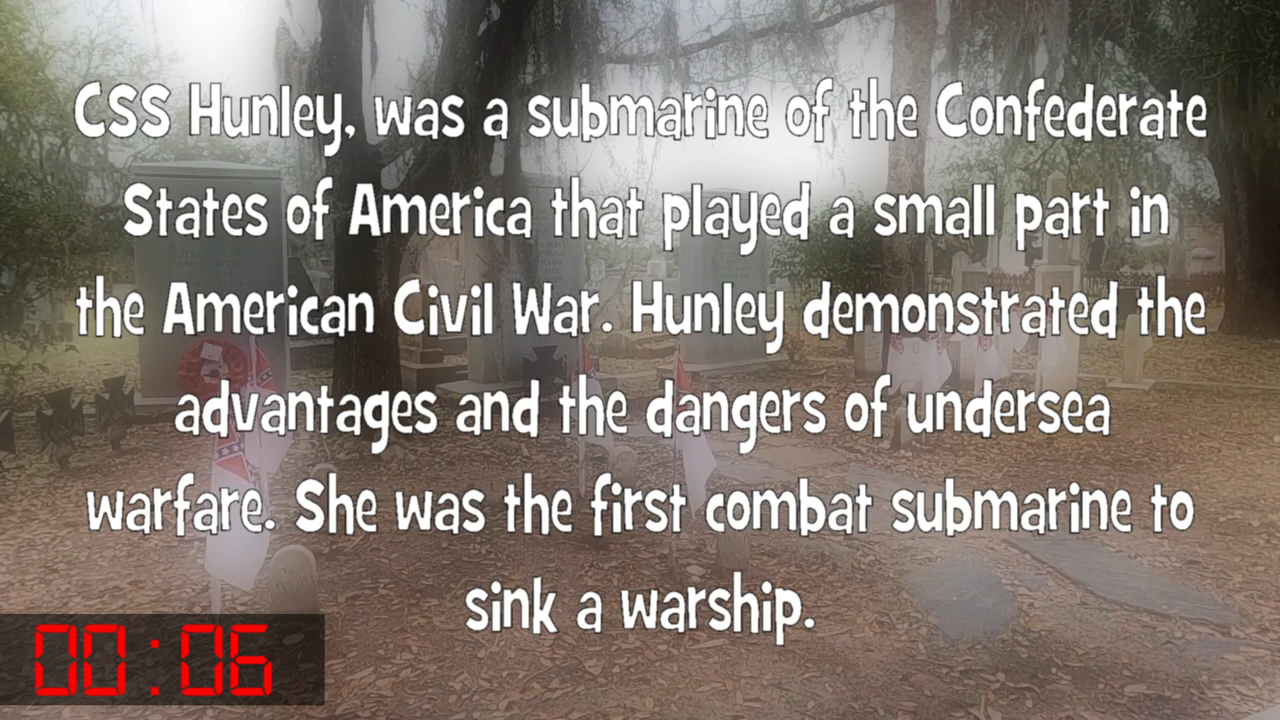 CSS Hunley, was a submarine of the Confederate
States of America that played a small part in
the American Civil War. Hunley demonstrated the
advantages and the dangers of undersea
warfare. She was the first combat submarine to
sink a warship.
00:06